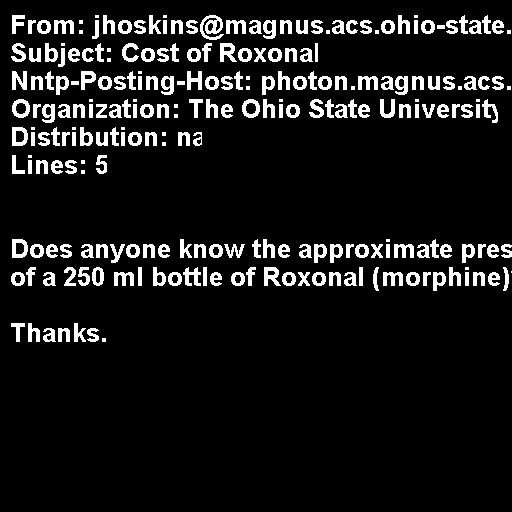 From: jhoskins@magnus.acs.ohio-state.
Subject: Cost of Roxonal
Nntp-Posting-Host: photon.magnus.acs.
Organization: The Ohio State University
Distribution: na
Lines: 5
Does anyone know the approximate pres
of a 250 ml bottle of Roxonal (morphine)
Thanks.